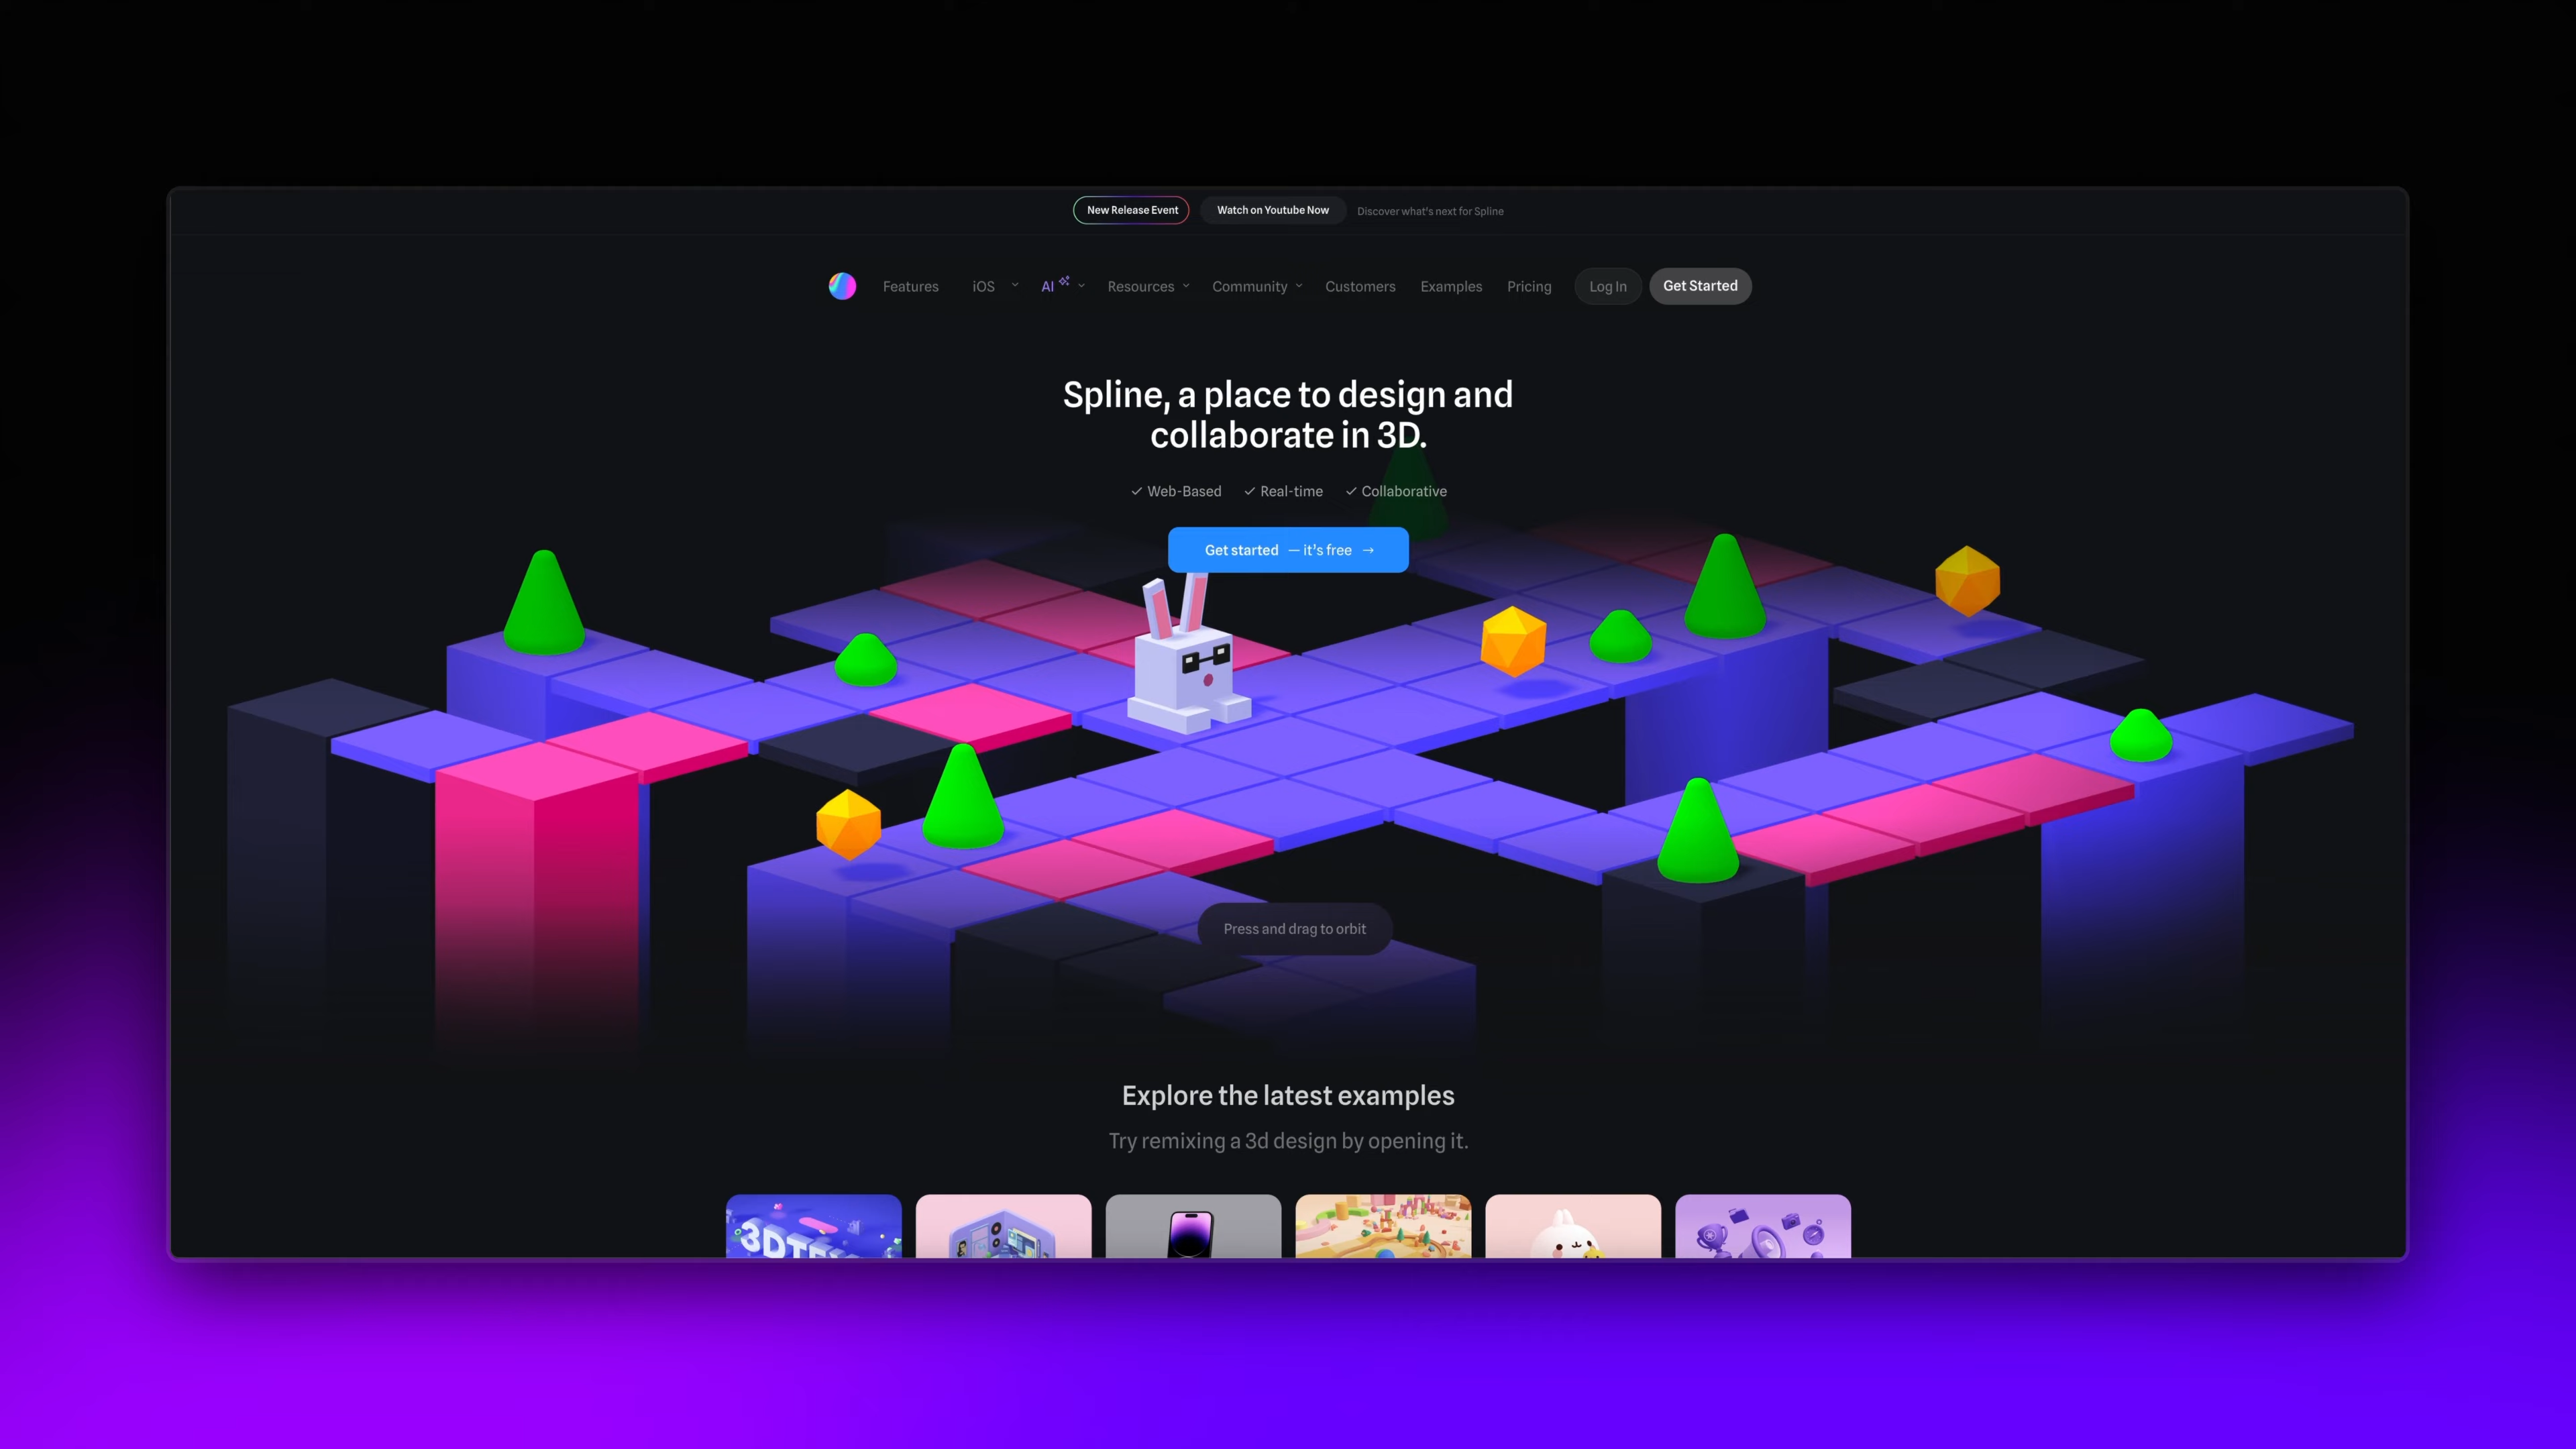 New Release Event Watch on Youtube Now Discover what's next for Spline
Features iOS AI Resources Community Customers Examples Pricing Log In Get Started
Spline, a place to design and
collaborate in 3D.
Web-Based Real-time Collaborative
Get started — it's free →
Press and drag to orbit
Explore the latest examples
Try remixing a 3d design by opening it.